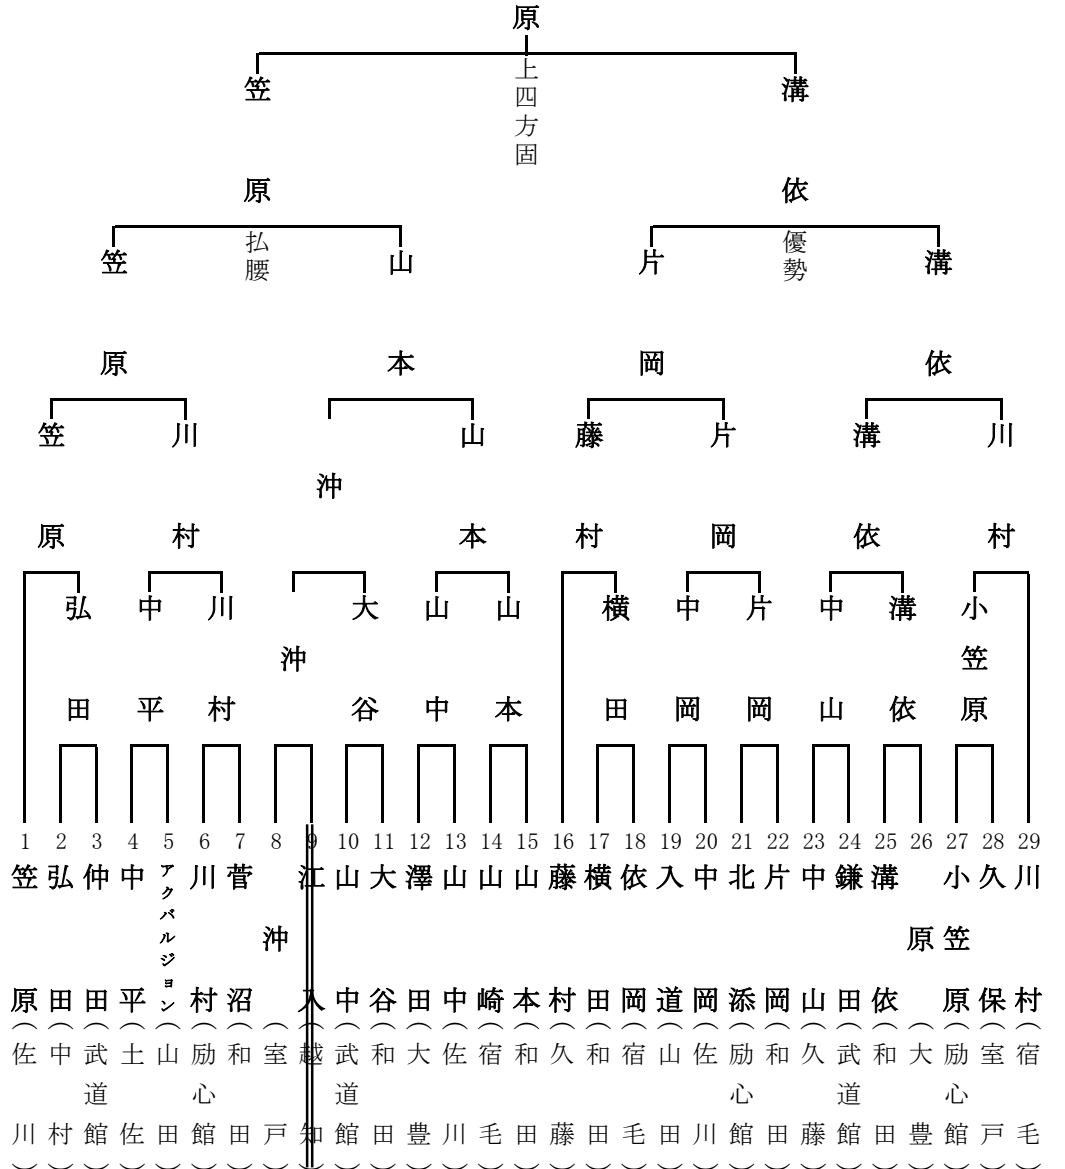 笠原
上四方固
溝依
笠原
払腰
山本
片岡
優勢
溝依
笠原
川村
沖
山本
藤村
片岡
溝依
川村
弘田
中平
川村
沖
大谷
山中
山本
横田
中岡
片岡
中山
溝依
小笠原
1 笠原（佐川）
2 弘田（中村）
3 仲田（武道館）
4 中平（土佐）
5 アクバルジョン（山田）
6 川村（励心館）
7 菅沼（和田）
8 沖（室戸）
9 江入（越知）
10 山中（武道館）
11 大谷（和田）
12 澤田（大豊）
13 山中（佐川）
14 山崎（宿毛）
15 山本（和田）
16 藤村（久藤）
17 横田（和田）
18 依岡（宿毛）
19 入道（山田）
20 中岡（佐川）
21 北添（励心館）
22 片岡（和田）
23 中山（久藤）
24 鎌田（武道館）
25 溝依（和田）
26 原（大豊）
27 小笠原（励心館）
28 久保（室戸）
29 川村（宿毛）